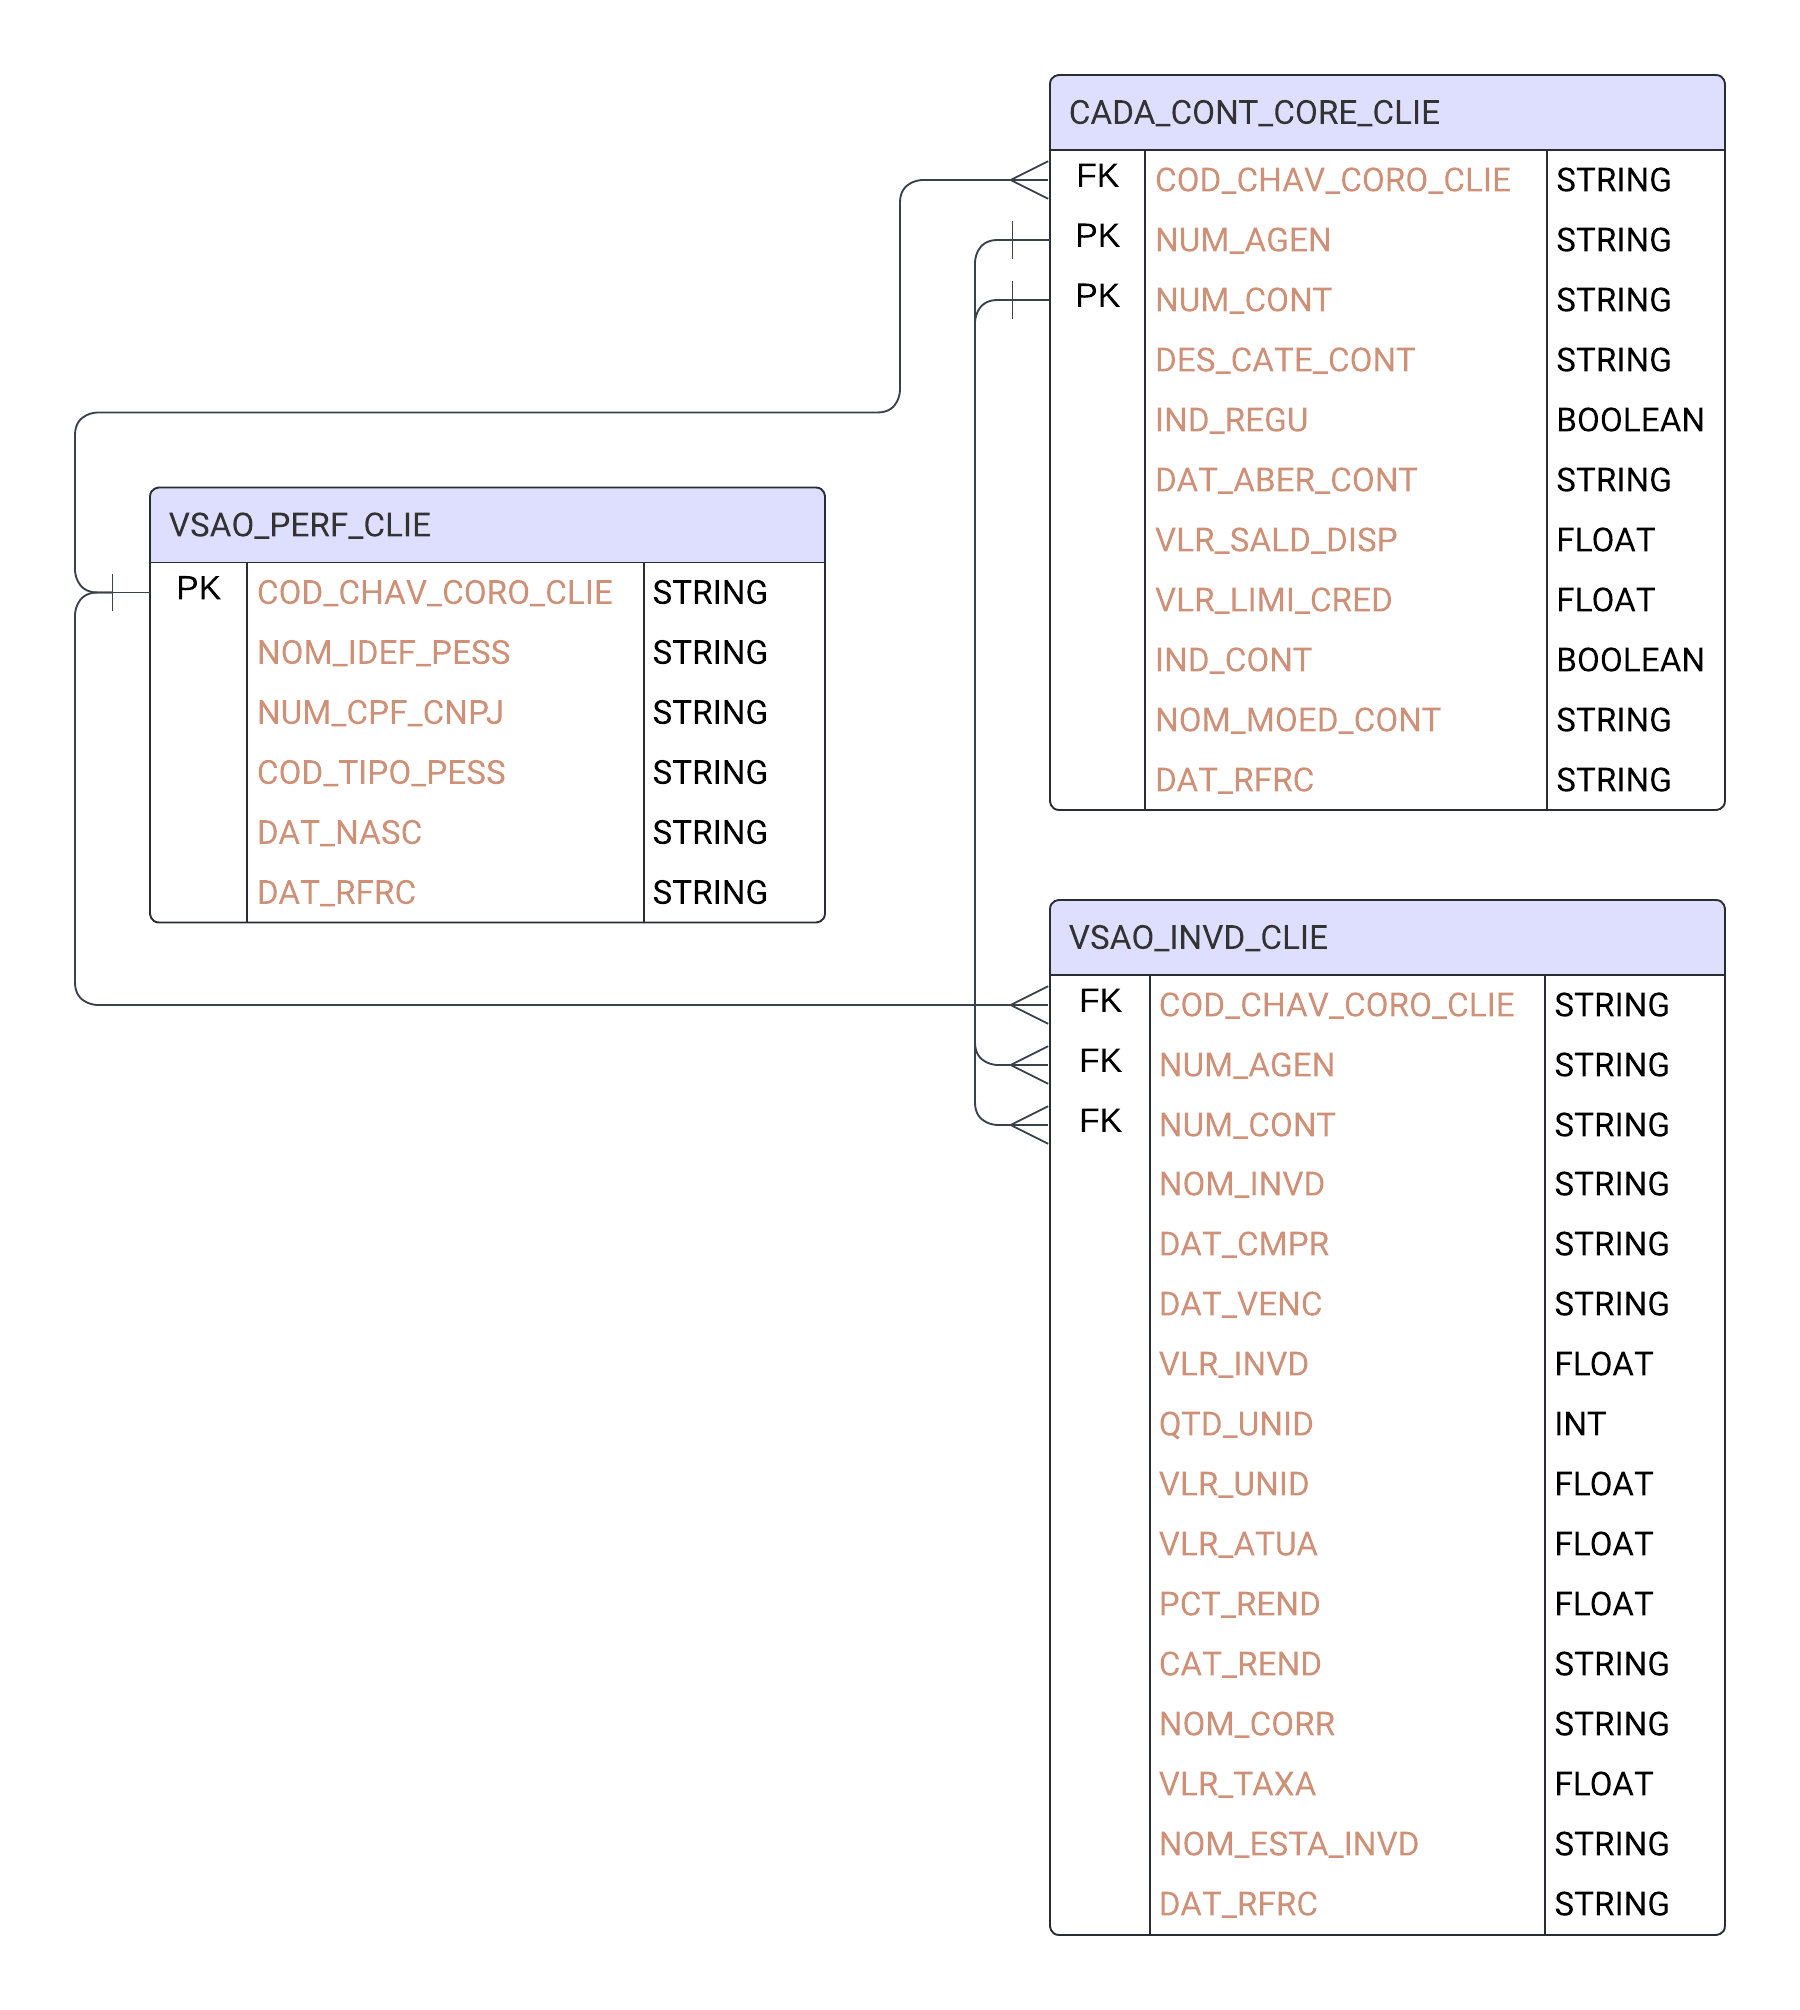 CADA_CONT_CORE_CLIE
FK COD_CHAV_CORO_CLIE STRING
PK NUM_AGEN STRING
PK NUM_CONT STRING
DES_CATE_CONT STRING
IND_REGU BOOLEAN
DAT_ABER_CONT STRING
VLR_SALD_DISP FLOAT
VLR_LIMI_CRED FLOAT
IND_CONT BOOLEAN
NOM_MOED_CONT STRING
DAT_RFRC STRING
VSAO_PERF_CLIE
PK COD_CHAV_CORO_CLIE STRING
NOM_IDEF_PESS STRING
NUM_CPF_CNPJ STRING
COD_TIPO_PESS STRING
DAT_NASC STRING
DAT_RFRC STRING
VSAO_INVD_CLIE
FK COD_CHAV_CORO_CLIE STRING
FK NUM_AGEN STRING
FK NUM_CONT STRING
NOM_INVD STRING
DAT_CMPR STRING
DAT_VENC STRING
VLR_INVD FLOAT
QTD_UNID INT
VLR_UNID FLOAT
VLR_ATUA FLOAT
PCT_REND FLOAT
CAT_REND STRING
NOM_CORR STRING
VLR_TAXA FLOAT
NOM_ESTA_INVD STRING
DAT_RFRC STRING